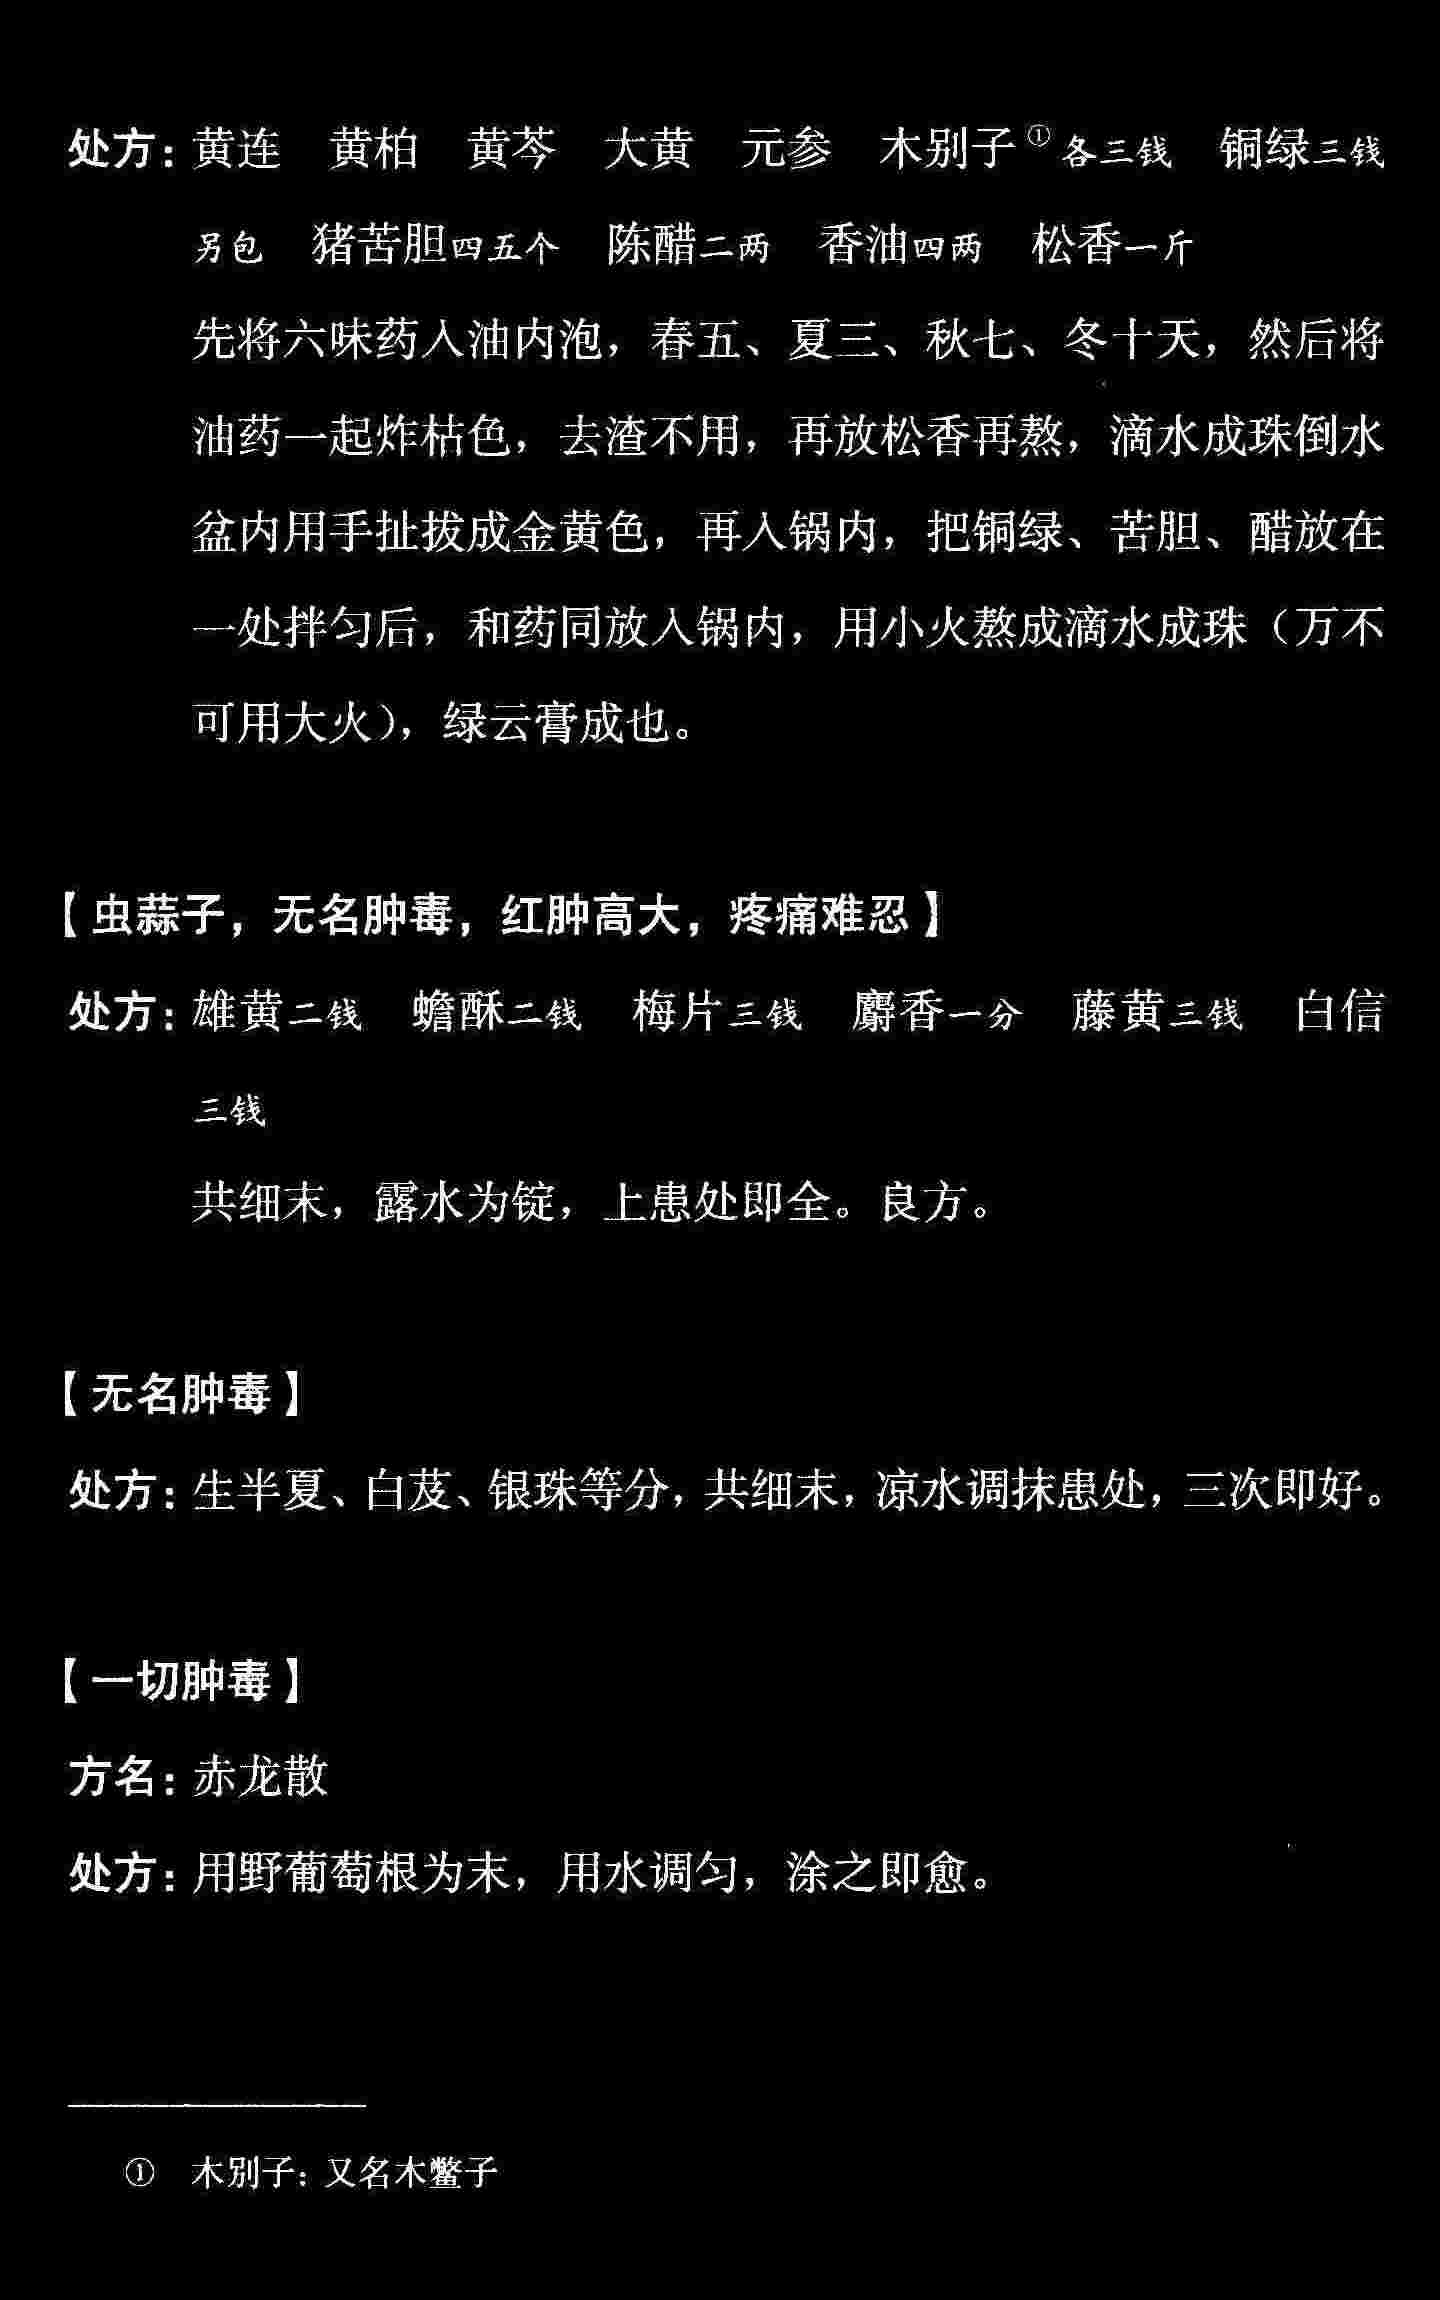 处方：黄连　黄柏　黄芩　大黄　元参　木别子①各三钱　铜绿三钱
另包　猪苦胆四五个　陈醋二两　香油四两　松香一斤
先将六味药入油内泡，春五、夏三、秋七、冬十天，然后将
油药一起炸枯色，去渣不用，再放松香再熬，滴水成珠倒水
盆内用手扯拔成金黄色，再入锅内，把铜绿、苦胆、醋放在
一处拌匀后，和药同放入锅内，用小火熬成滴水成珠（万不
可用大火），绿云膏成也。
【虫蒜子，无名肿毒，红肿高大，疼痛难忍】
处方：雄黄二钱　蟾酥二钱　梅片三钱　麝香一分　藤黄三钱　白信
三钱
共细末，露水为锭，上患处即全。良方。
【无名肿毒】
处方：生半夏、白芨、银珠等分，共细末，凉水调抹患处，三次即好。
【一切肿毒】
方名：赤龙散
处方：用野葡萄根为末，用水调匀，涂之即愈。
①　木别子：又名木鳖子